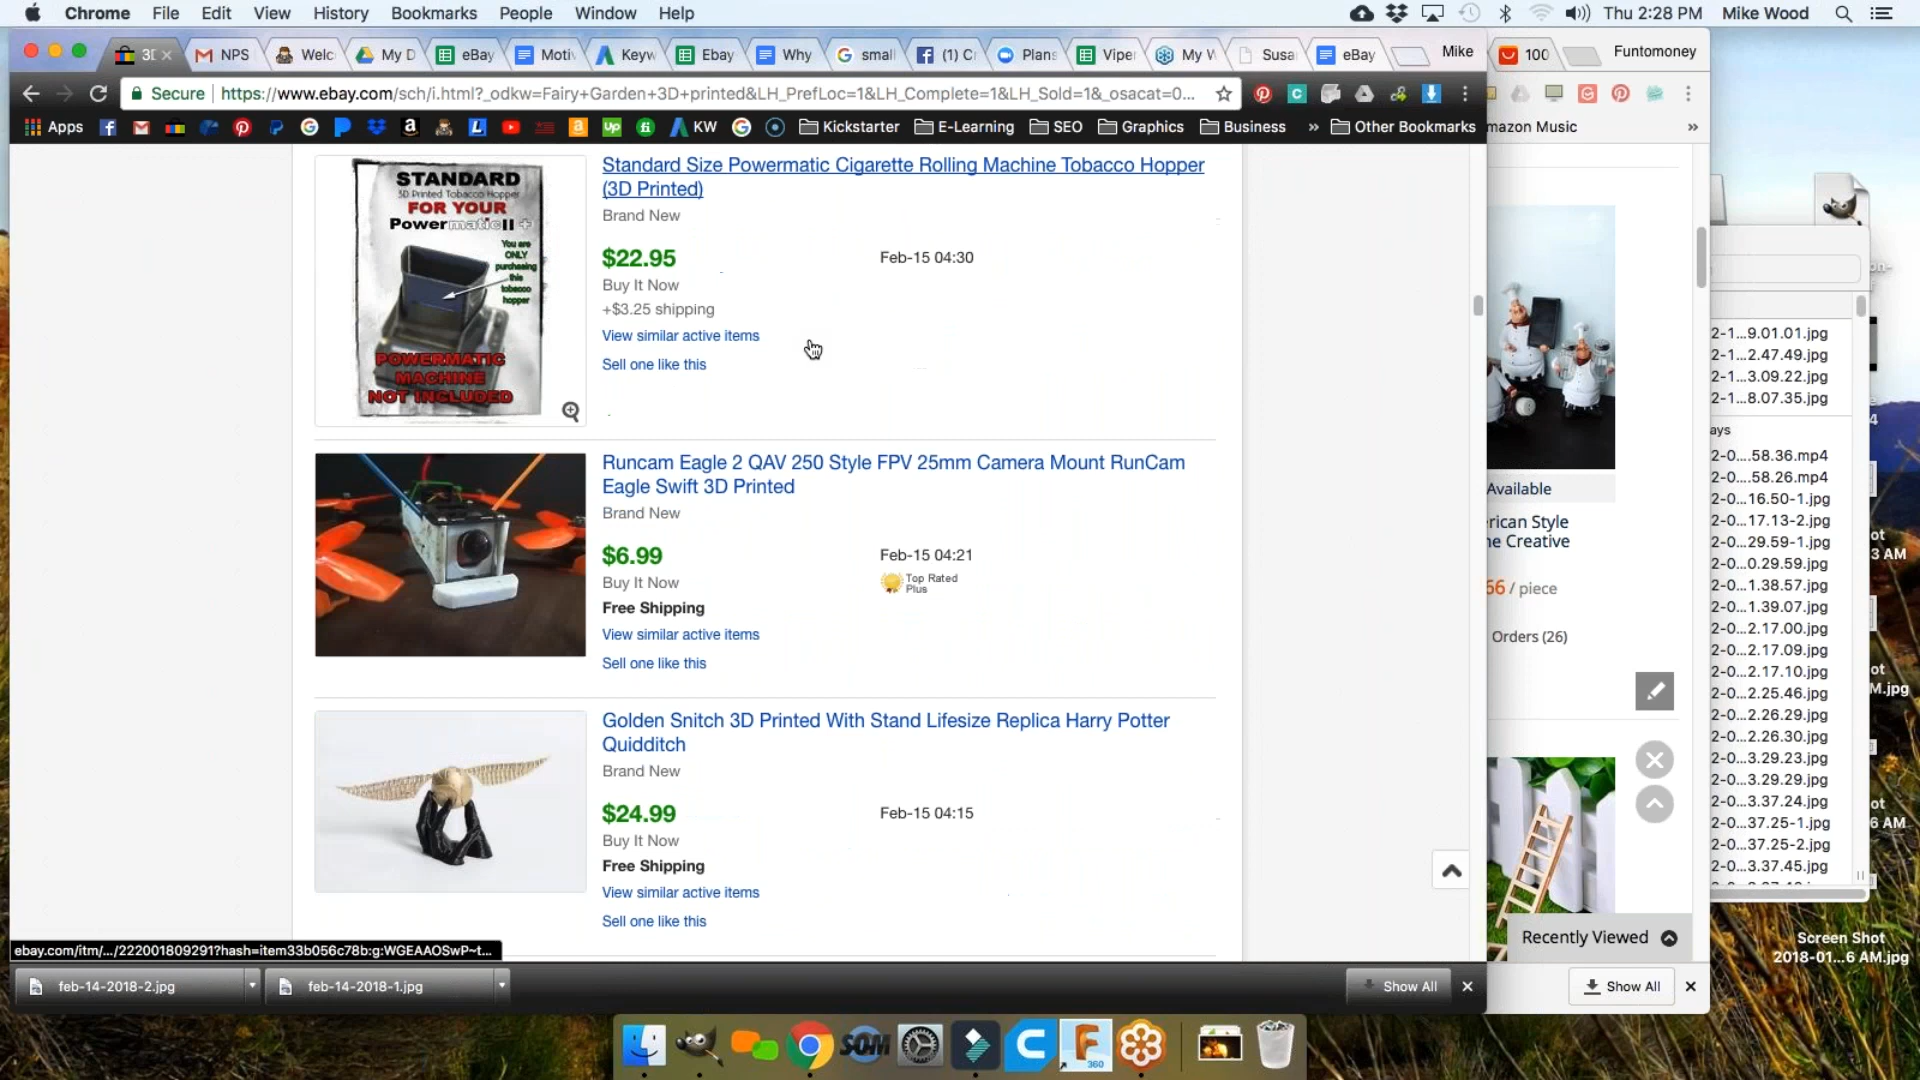 Chrome File Edit View History Bookmarks People Window Help
Thu 2:28 PM Mike Wood
NPS
Welc
My D
eBay
Motiv
Keyw
Ebay
Why
small
(1) C
Plans
Viper
My W
Susa
eBay
Mike
100
Funtomoney
Secure https://www.ebay.com/sch/i.html?_odkw=Fairy+Garden+3D+printed&LH_PrefLoc=1&LH_Complete=1&LH_Sold=1&_osacat=0...
Apps
KW
Kickstarter
E-Learning
SEO
Graphics
Business
»
Other Bookmarks
mazon Music
»
STANDARD
3D Printed Tobacco Hopper
FOR YOUR
PowermaticII +
You are
ONLY
purchasing
this
tobacco
hopper
POWERMATIC
MACHINE
NOT INCLUDED
Standard Size Powermatic Cigarette Rolling Machine Tobacco Hopper
(3D Printed)
Brand New
$22.95
Feb-15 04:30
Buy It Now
+$3.25 shipping
View similar active items
Sell one like this
Runcam Eagle 2 QAV 250 Style FPV 25mm Camera Mount RunCam
Eagle Swift 3D Printed
Brand New
$6.99
Feb-15 04:21
Buy It Now
Top Rated
Plus
Free Shipping
View similar active items
Sell one like this
Golden Snitch 3D Printed With Stand Lifesize Replica Harry Potter
Quidditch
Brand New
$24.99
Feb-15 04:15
Buy It Now
Free Shipping
View similar active items
Sell one like this
Available
rican Style
ne Creative
66 / piece
Orders (26)
Recently Viewed
2-1...9.01.01.jpg
2-1...2.47.49.jpg
2-1...3.09.22.jpg
2-1...8.07.35.jpg
ays
2-0....58.36.mp4
2-0....58.26.mp4
2-0...16.50-1.jpg
2-0...17.13-2.jpg
2-0...29.59-1.jpg
2-0...0.29.59.jpg
2-0...1.38.57.jpg
2-0...1.39.07.jpg
2-0...2.17.00.jpg
2-0...2.17.09.jpg
2-0...2.17.10.jpg
2-0...2.25.46.jpg
2-0...2.26.29.jpg
2-0...2.26.30.jpg
2-0...3.29.23.jpg
2-0...3.29.29.jpg
2-0...3.37.24.jpg
2-0...37.25-1.jpg
2-0...37.25-2.jpg
2-0...3.37.45.jpg
ot
3 AM
ot
M.jpg
ot
6 AM
Screen Shot
2018-01...6 AM.jpg
ebay.com/itm/.../222001809291?hash=item33b056c78b:g:WGEAAOSwP~t...
feb-14-2018-2.jpg
feb-14-2018-1.jpg
Show All
Show All
SOM
360